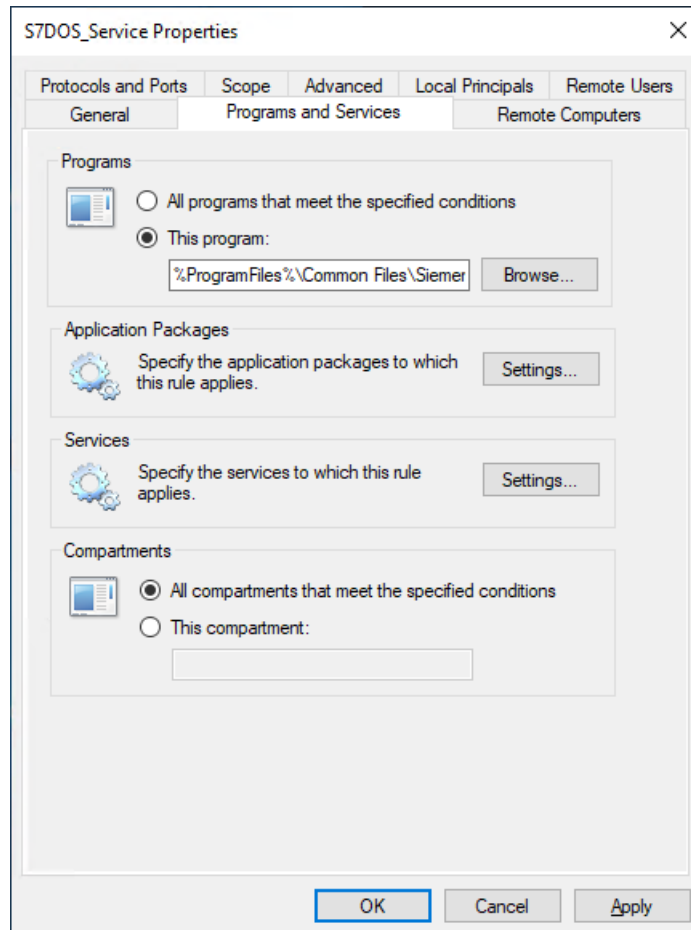 S7DOS_Service Properties
Protocols and Ports Scope Advanced Local Principals Remote Users
General Programs and Services Remote Computers
Programs
All programs that meet the specified conditions
This program:
%ProgramFiles%\Common Files\Siemer Browse...
Application Packages
Specify the application packages to which
this rule applies.
Settings...
Services
Specify the services to which this rule
applies.
Settings...
Compartments
All compartments that meet the specified conditions
This compartment:
OK Cancel Apply